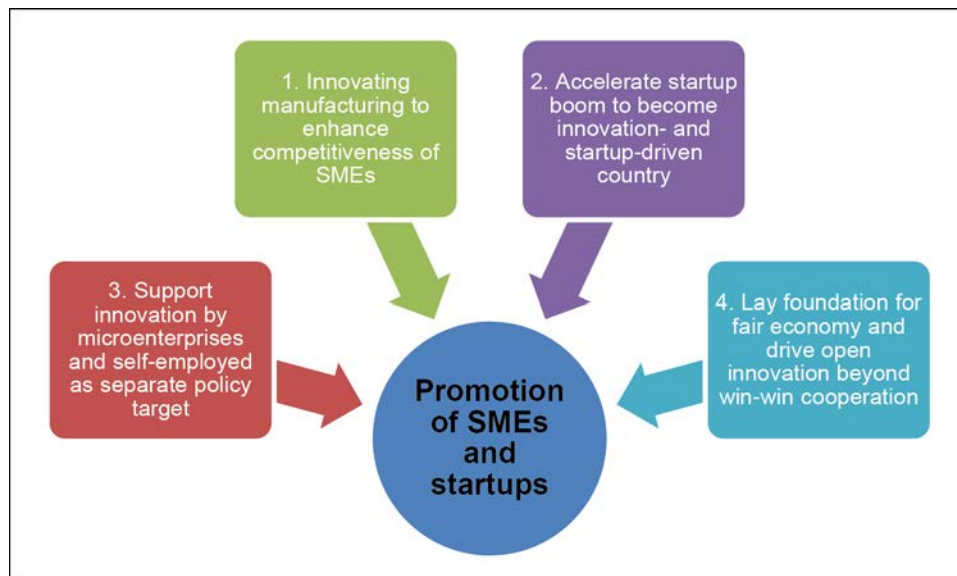 1. Innovating
manufacturing to
enhance
competitiveness of
SMEs
2. Accelerate startup
boom to become
innovation- and
startup-driven
country
3. Support
innovation by
microenterprises
and self-employed
as separate policy
target
4. Lay foundation for
fair economy and
drive open
innovation beyond
win-win cooperation
Promotion
of SMEs
and
startups